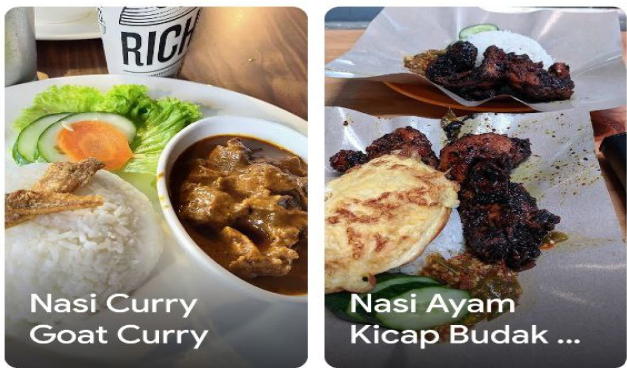 RICH
Nasi Curry
Goat Curry
Nasi Ayam
Kicap Budak ...